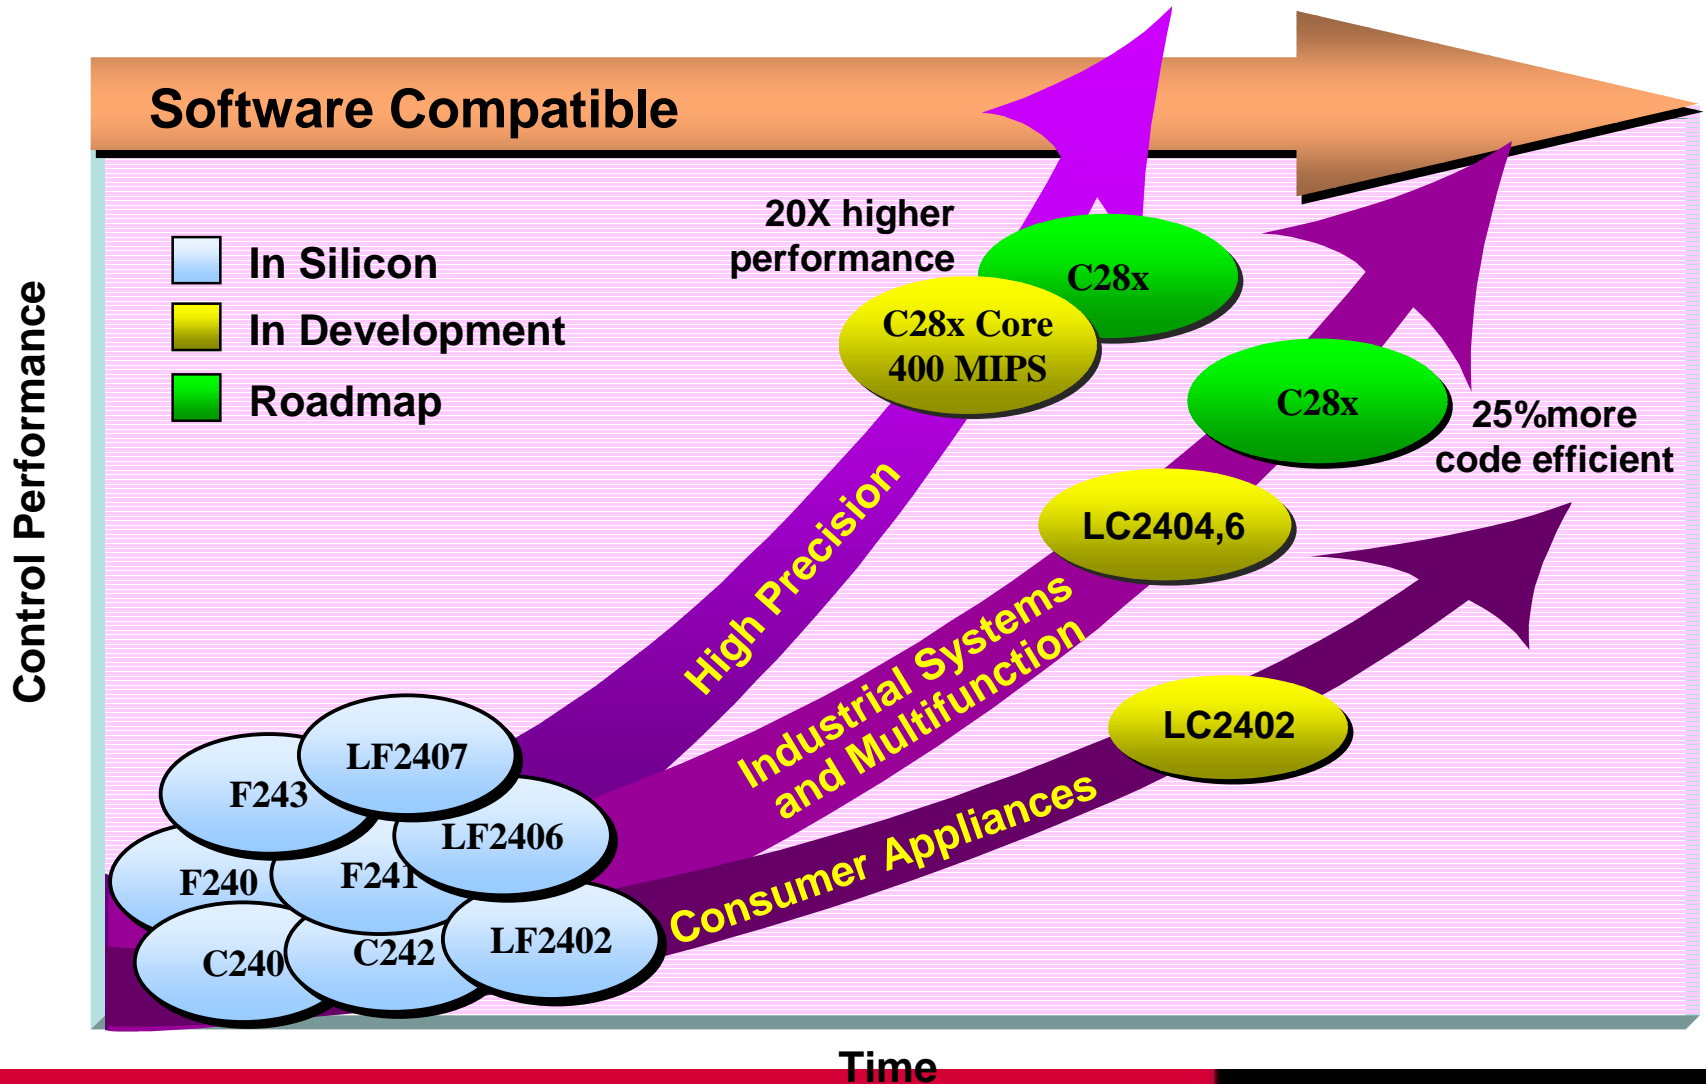 Software Compatible
20X higher
performance
In Silicon
In Development
Roadmap
Control Performance
C28x
C28x Core
400 MIPS
C28x
25%more
code efficient
LC2404,6
High Precision
Industrial Systems
and Multifunction
LC2402
Consumer Appliances
LF2407
F243
LF2406
F240
F241
LF2402
C240
C242
Time